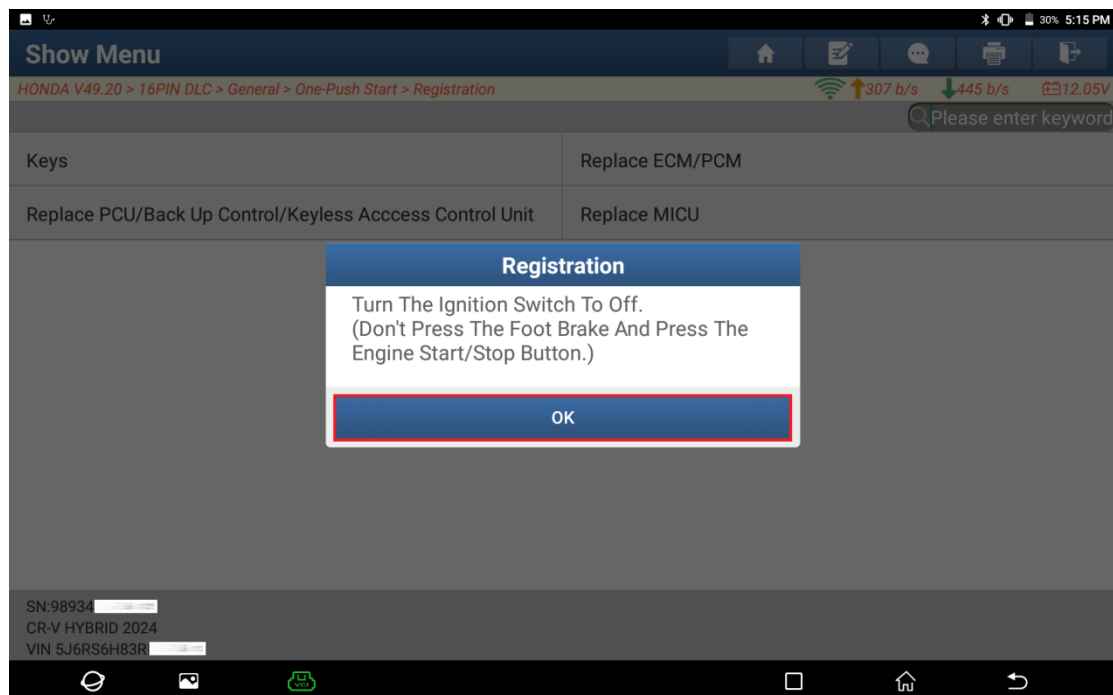 30% 5:15 PM
Show Menu
HONDA V49.20 > 16PIN DLC > General > One-Push Start > Registration
307 b/s 445 b/s 12.05V
Please enter keyword
Keys
Replace ECM/PCM
Replace PCU/Back Up Control/Keyless Acccess Control Unit
Replace MICU
Registration
Turn The Ignition Switch To Off.
(Don't Press The Foot Brake And Press The
Engine Start/Stop Button.)
OK
SN:98934
CR-V HYBRID 2024
VIN 5J6RS6H83R
VCI